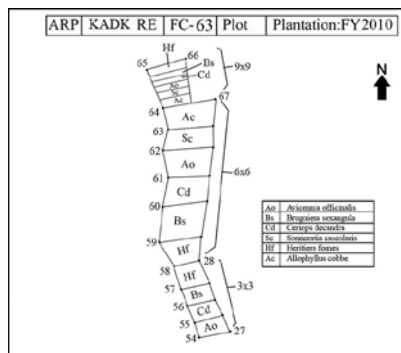 ARP KADK RE FC-63 Plot Plantation:FY2010
Hf
65 66
Bs
Cd
9x9
Ao
Sc
Ac
N
64 67
Ac
63
Sc
62
Ao
6x6
61
Cd
60
Bs
59
Hf
58 28
Hf
57
Bs
3x3
56
Cd
55
Ao
54 27
Ao Avicennia officinalis
Bs Bruguiera sexangula
Cd Ceriops decandra
Sc Sonneratia caseolaris
Hf Heritiera fomes
Ac Allophyllus cobbe